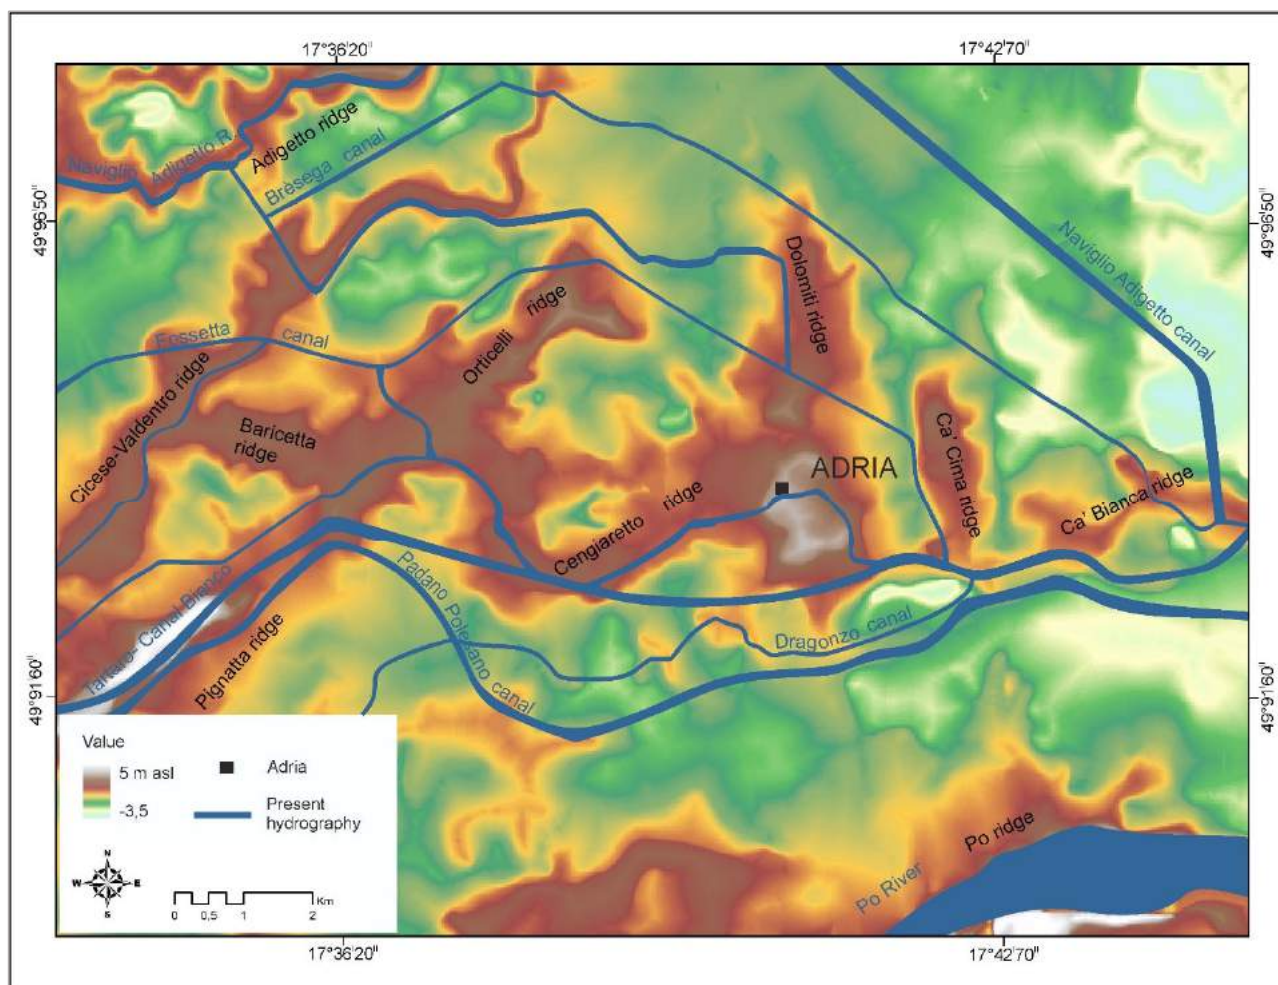 17°36'20"
17°42'70"
Adigetto ridge
Naviglio Adigetto R.
Brèsega canal
49°96'50"
49°96'50"
Naviglio Adigetto canal
Dolomiti ridge
Orticelli ridge
Fossetta canal
Cicese-Valdentro ridge
Baricetta
ridge
ADRIA
Ca' Cima ridge
Ca' Bianca ridge
Cengiaretto ridge
Tartaro- Canal Bianco
Padano Polesano canal
Pignatta ridge
Dragonzo canal
49°91'60"
49°91'60"
Value
5 m asl
-3,5
Adria
Present
hydrography
N
W E
S
0 0,5 1 2 Km
Po ridge
Po River
17°36'20"
17°42'70"